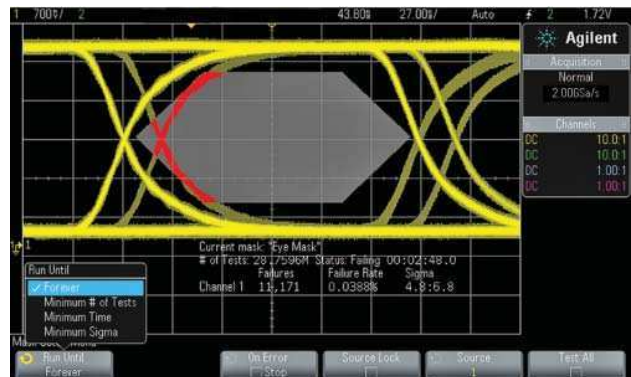 1 700▽/ 2 43.80s 27.00s/ Auto 2 1.72V
Agilent
Acquisition
Normal
2.00GSa/s
Channels
DC 10.0:1
DC 10.0:1
DC 1.00:1
DC 1.00:1
1
Current mask: "Eye Mask"
# of Tests: 28.7596M Status: Failing 00:02:48.0
Failures Failure Rate Sigma
Channel 1 11,171 0.0388% 4.8:6.8
Run Until
✓ Forever
Minimum # of Tests
Minimum Time
Minimum Sigma
Run Until
Forever
On Error
Stop
Source Lock
Source
1
Test All